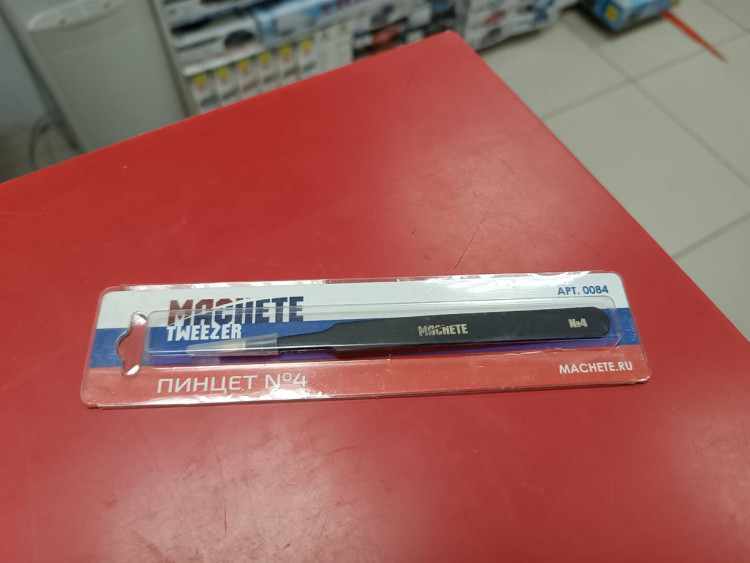 MACHETE
TWEEZER
АРТ. 0084
MACHETE
№4
ПИНЦЕТ №4
MACHETE.RU